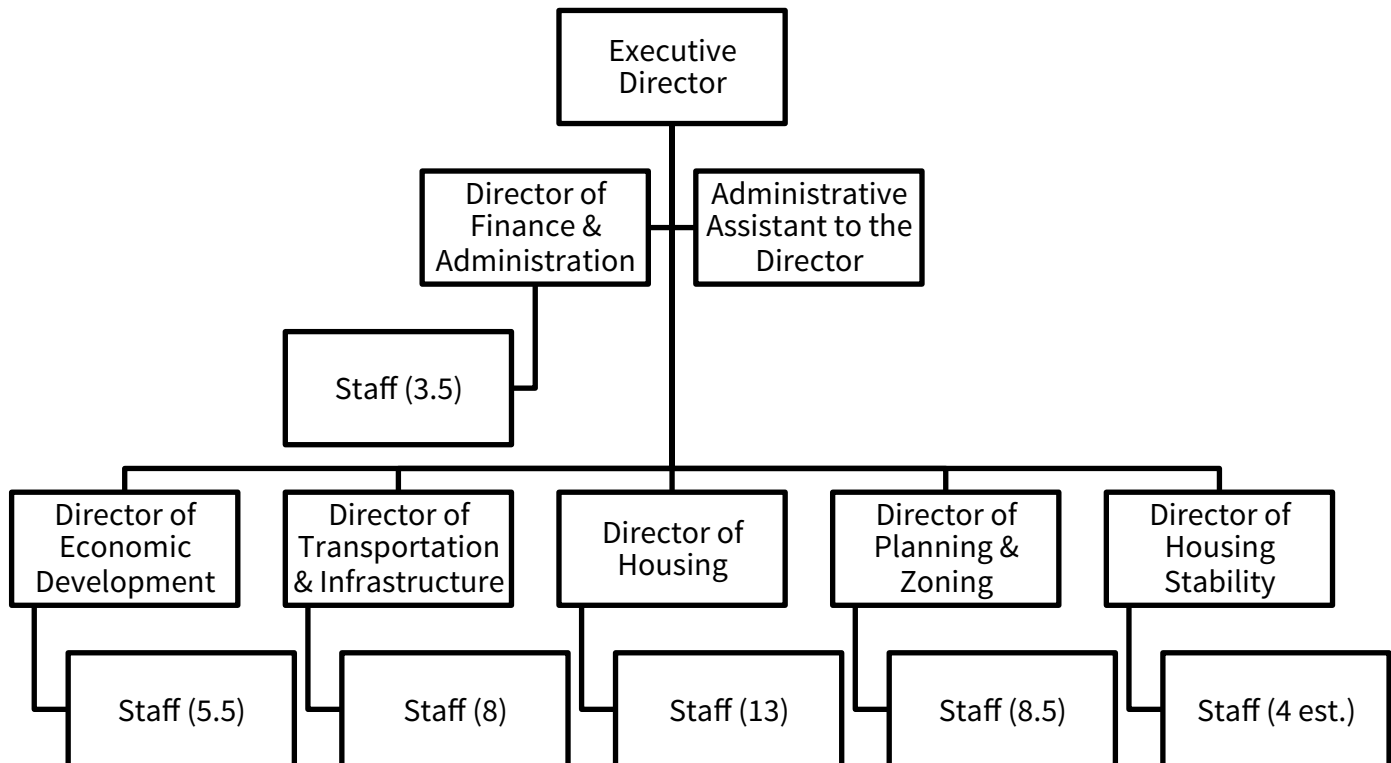 Executive
Director
Director of
Finance &
Administration
Administrative
Assistant to the
Director
Staff (3.5)
Director of
Economic
Development
Director of
Transportation
& Infrastructure
Director of
Housing
Director of
Planning &
Zoning
Director of
Housing
Stability
Staff (5.5)
Staff (8)
Staff (13)
Staff (8.5)
Staff (4 est.)